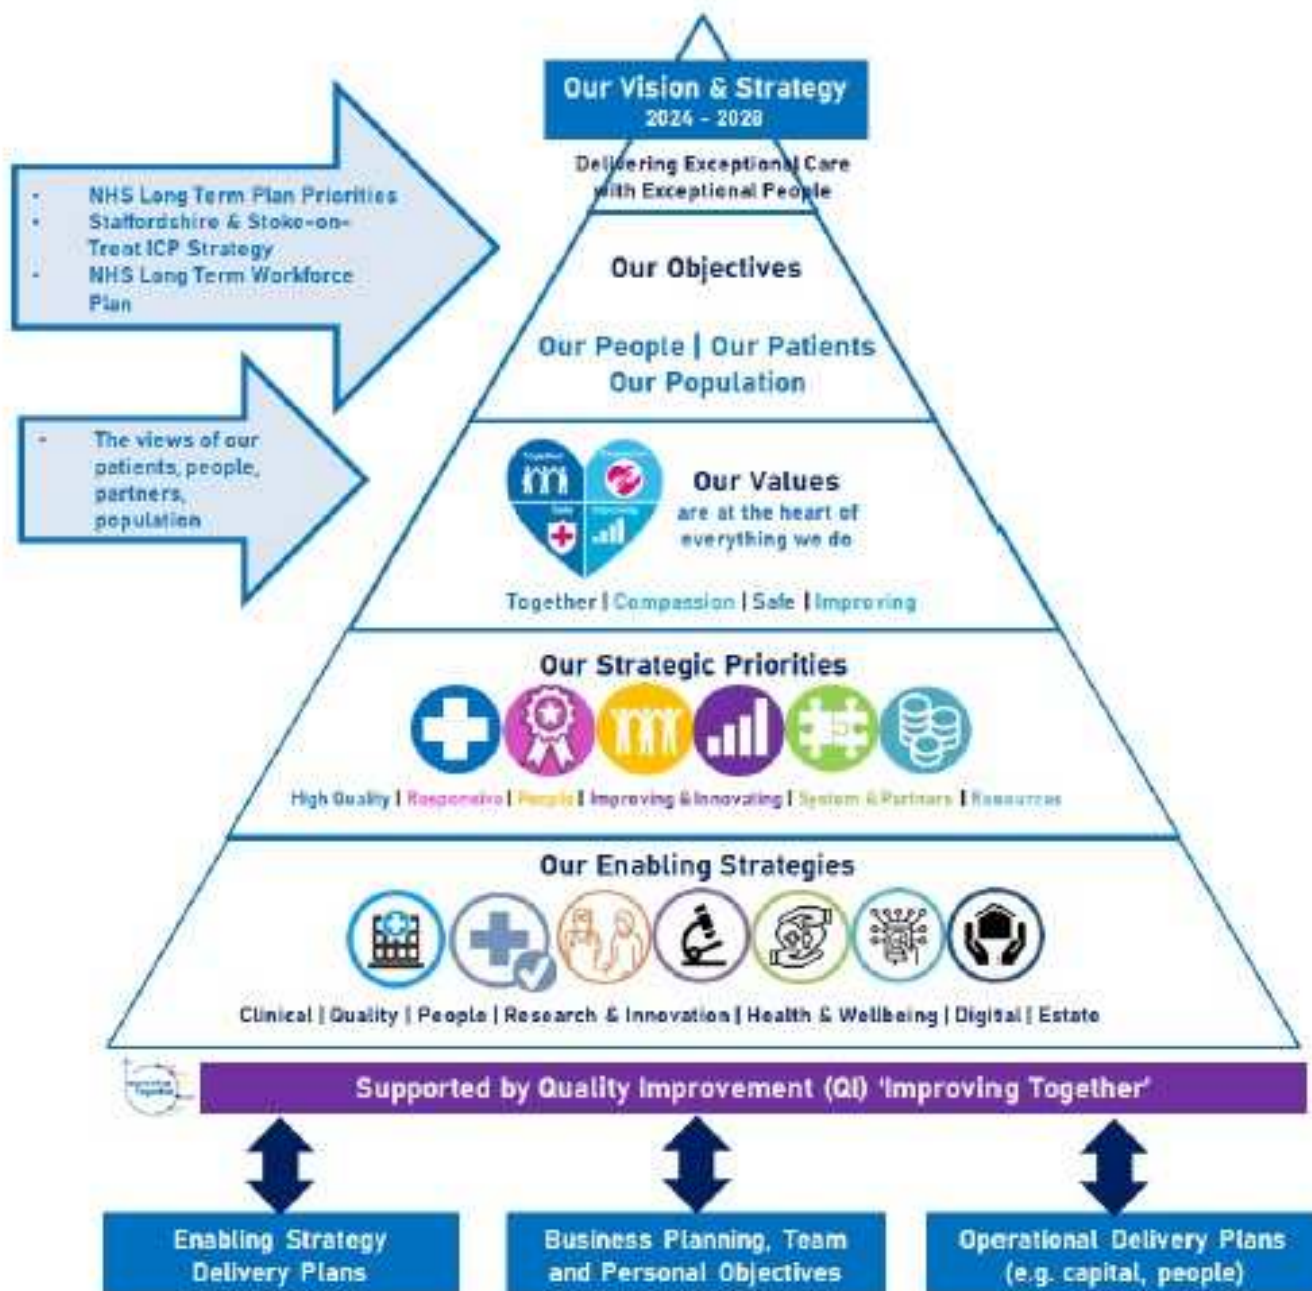 Our Vision & Strategy
2024 - 2028
Delivering Exceptional Care
with Exceptional People
• NHS Long Term Plan Priorities
• Staffordshire & Stoke-on-
Trent ICP Strategy
• NHS Long Term Workforce
Plan
Our Objectives
Our People | Our Patients
Our Population
• The views of our
patients, people,
partners,
population
Together
Safe
Our Values
are at the heart of
everything we do
Together | Compassion | Safe | Improving
Our Strategic Priorities
High Quality | Responsive | People | Improving & Innovating | System & Partners | Resources
Our Enabling Strategies
Clinical | Quality | People | Research & Innovation | Health & Wellbeing | Digital | Estate
Supported by Quality Improvement (QI) 'Improving Together'
Enabling Strategy
Delivery Plans
Business Planning, Team
and Personal Objectives
Operational Delivery Plans
(e.g. capital, people)